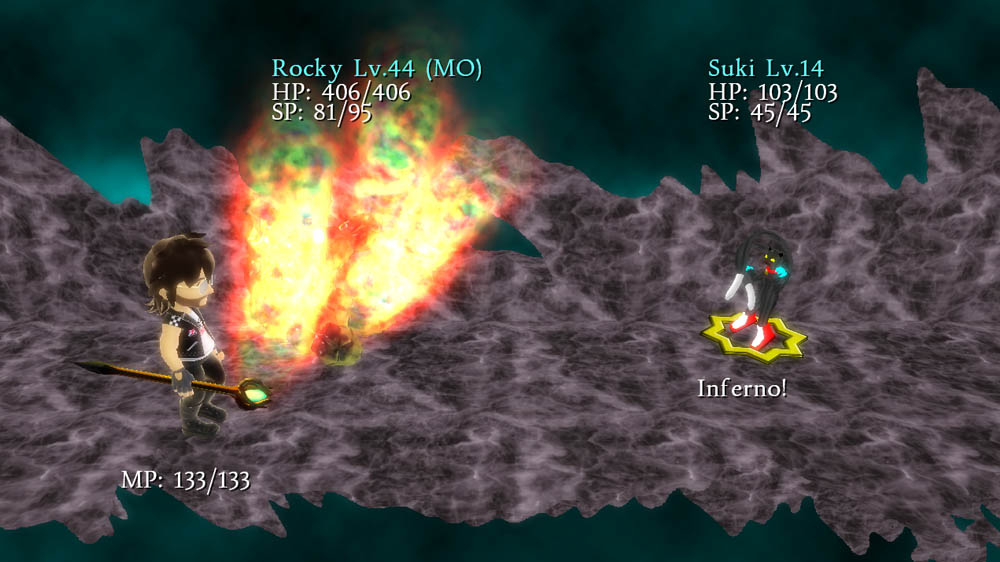 Rocky Lv.44 (MO)
HP: 406/406
SP: 81/95
Suki Lv.14
HP: 103/103
SP: 45/45
Inferno!
MP: 133/133